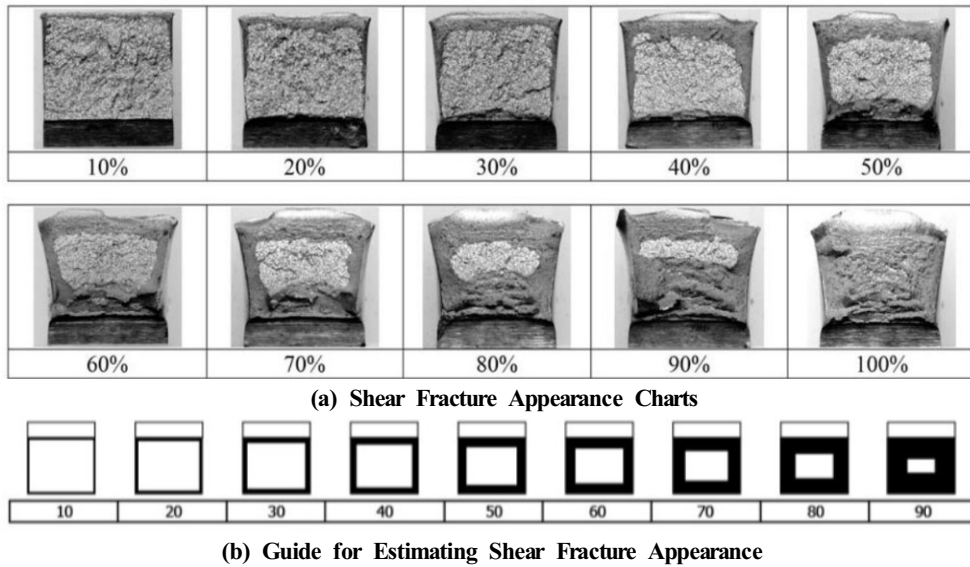 10% 20% 30% 40% 50%
60% 70% 80% 90% 100%
(a) Shear Fracture Appearance Charts
10 20 30 40 50 60 70 80 90
(b) Guide for Estimating Shear Fracture Appearance